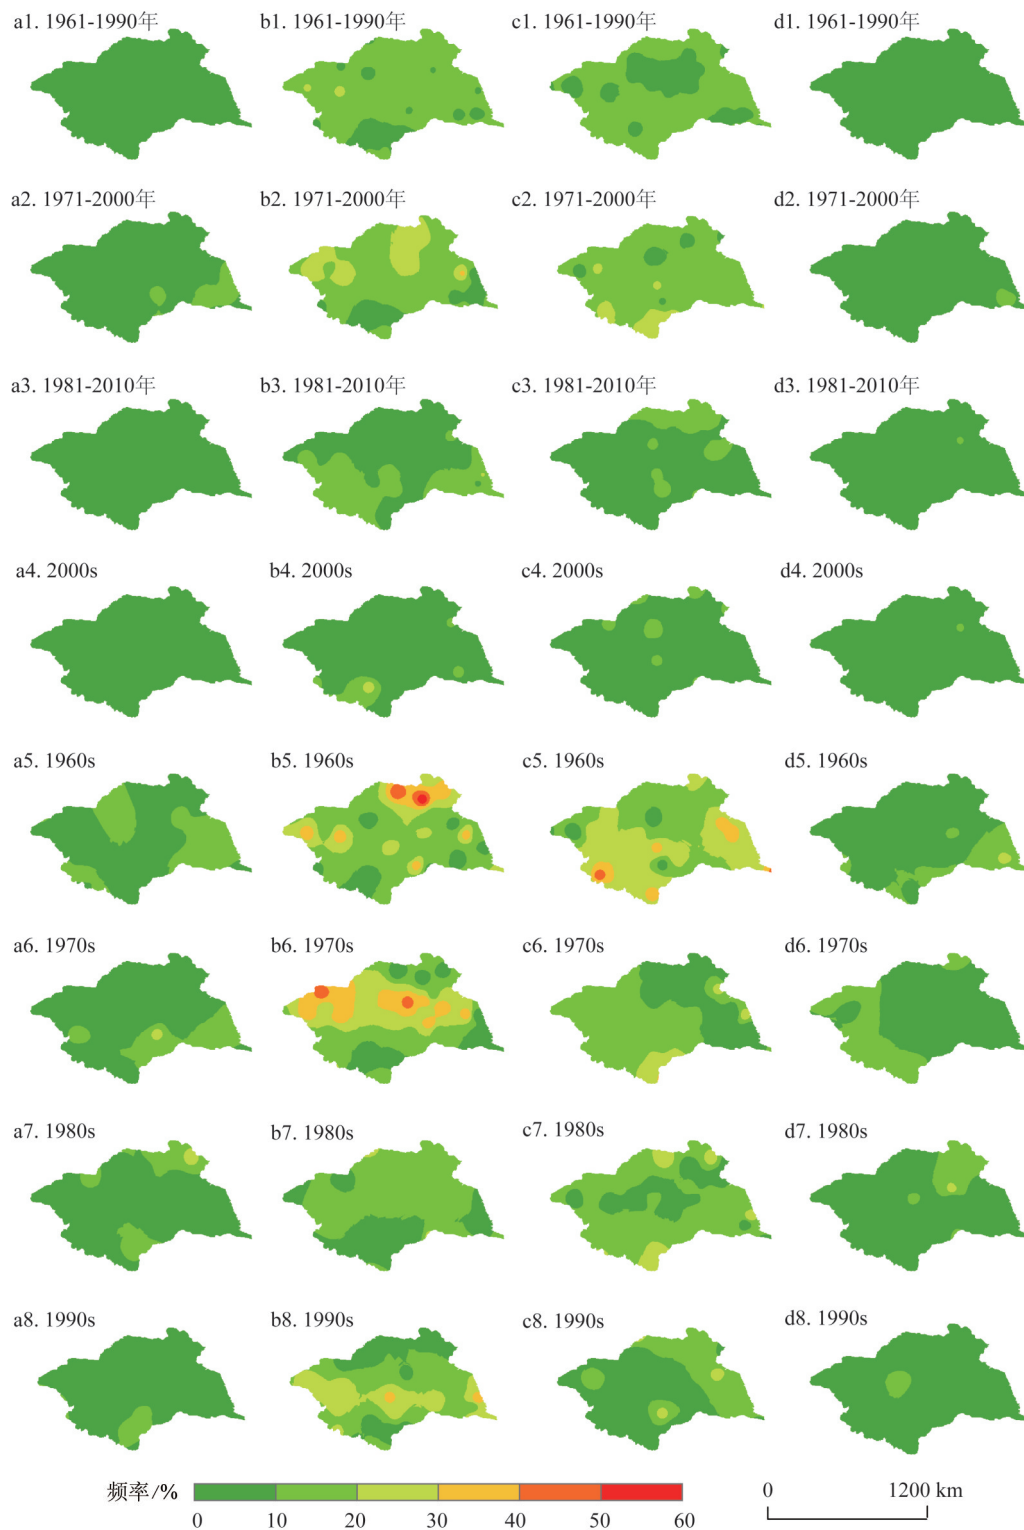 a1. 1961-1990年 b1. 1961-1990年 c1. 1961-1990年 d1. 1961-1990年
a2. 1971-2000年 b2. 1971-2000年 c2. 1971-2000年 d2. 1971-2000年
a3. 1981-2010年 b3. 1981-2010年 c3. 1981-2010年 d3. 1981-2010年
a4. 2000s b4. 2000s c4. 2000s d4. 2000s
a5. 1960s b5. 1960s c5. 1960s d5. 1960s
a6. 1970s b6. 1970s c6. 1970s d6. 1970s
a7. 1980s b7. 1980s c7. 1980s d7. 1980s
a8. 1990s b8. 1990s c8. 1990s d8. 1990s
频率/% 0 1200 km
0 10 20 30 40 50 60